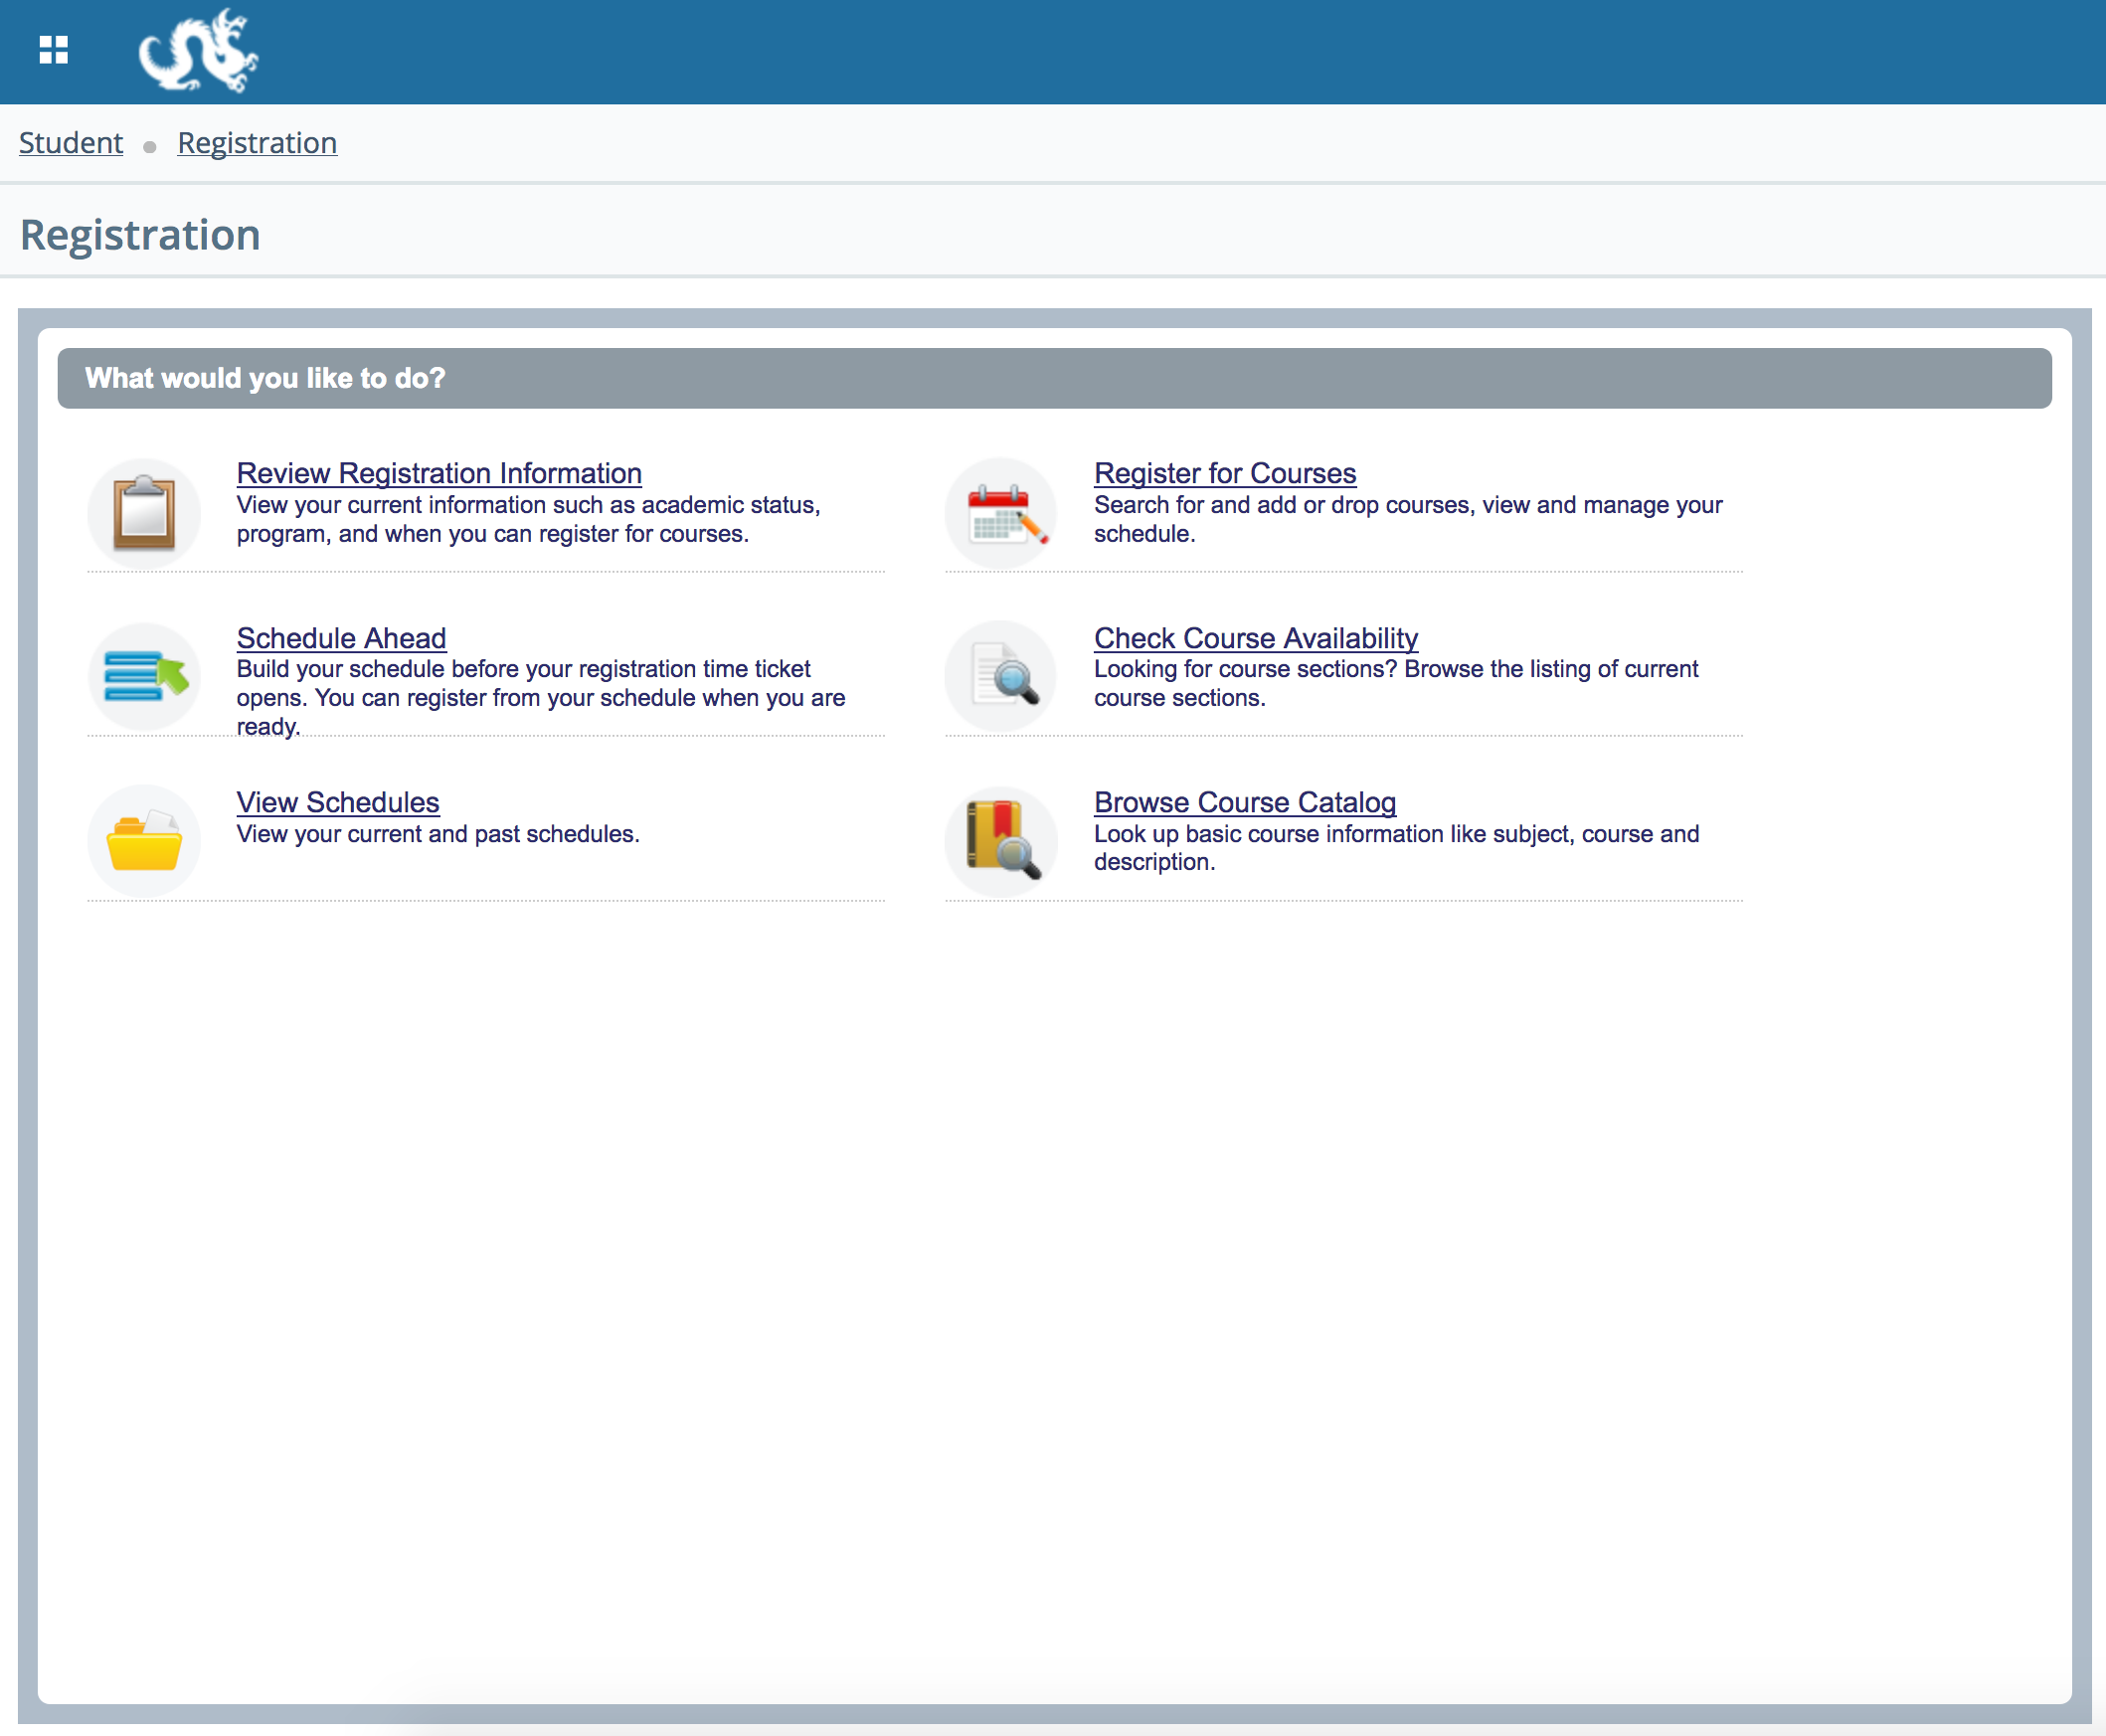 Student Registration
Registration
What would you like to do?
Review Registration Information
View your current information such as academic status,
program, and when you can register for courses.
Register for Courses
Search for and add or drop courses, view and manage your
schedule.
Schedule Ahead
Build your schedule before your registration time ticket
opens. You can register from your schedule when you are
ready.
Check Course Availability
Looking for course sections? Browse the listing of current
course sections.
View Schedules
View your current and past schedules.
Browse Course Catalog
Look up basic course information like subject, course and
description.